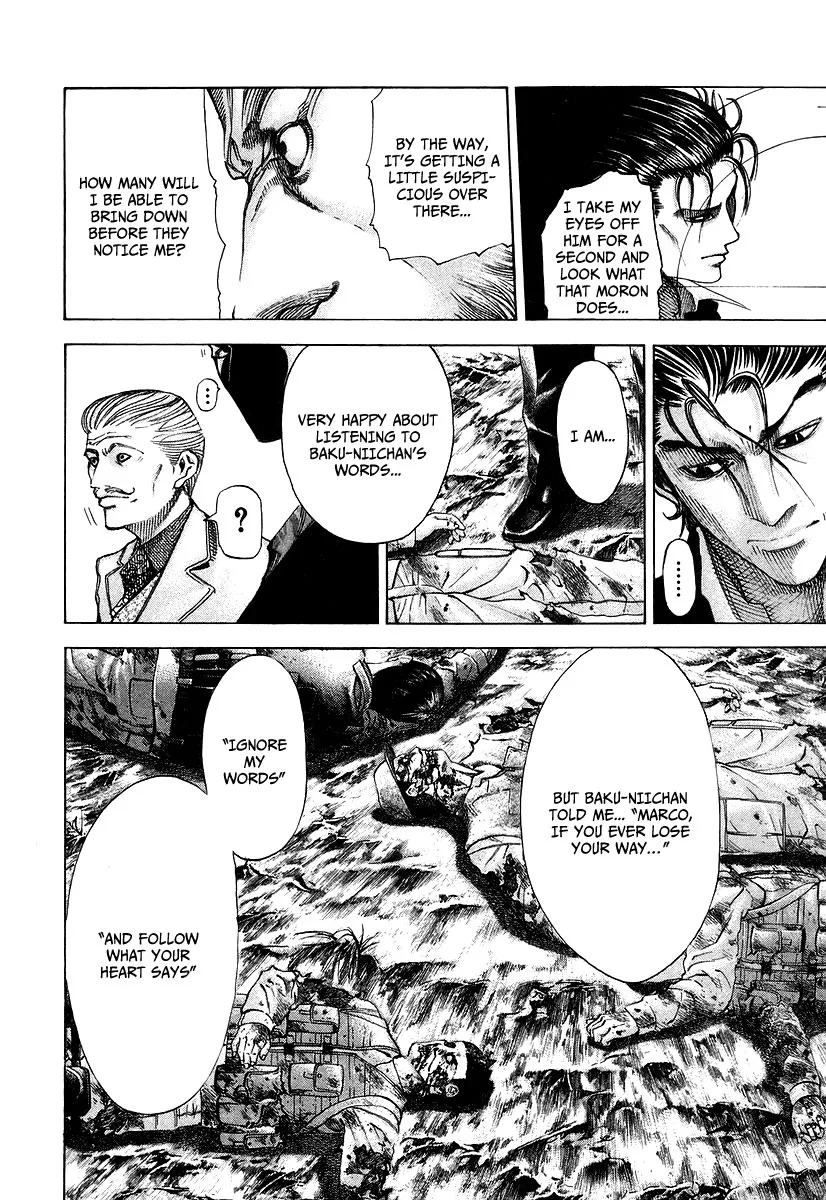 I TAKE MY
EYES OFF
HIM FOR A
SECOND AND
LOOK WHAT
THAT MORON
DOES...
BY THE WAY,
IT'S GETTING A
LITTLE SUSPI-
CIOUS OVER
THERE...
HOW MANY WILL
I BE ABLE TO
BRING DOWN
BEFORE THEY
NOTICE ME?
......
I AM...
VERY HAPPY ABOUT
LISTENING TO
BAKU-NIICHAN'S
WORDS...
...
?
BUT BAKU-NIICHAN
TOLD ME... "MARCO,
IF YOU EVER LOSE
YOUR WAY..."
"IGNORE
MY
WORDS"
"AND FOLLOW
WHAT YOUR
HEART SAYS"